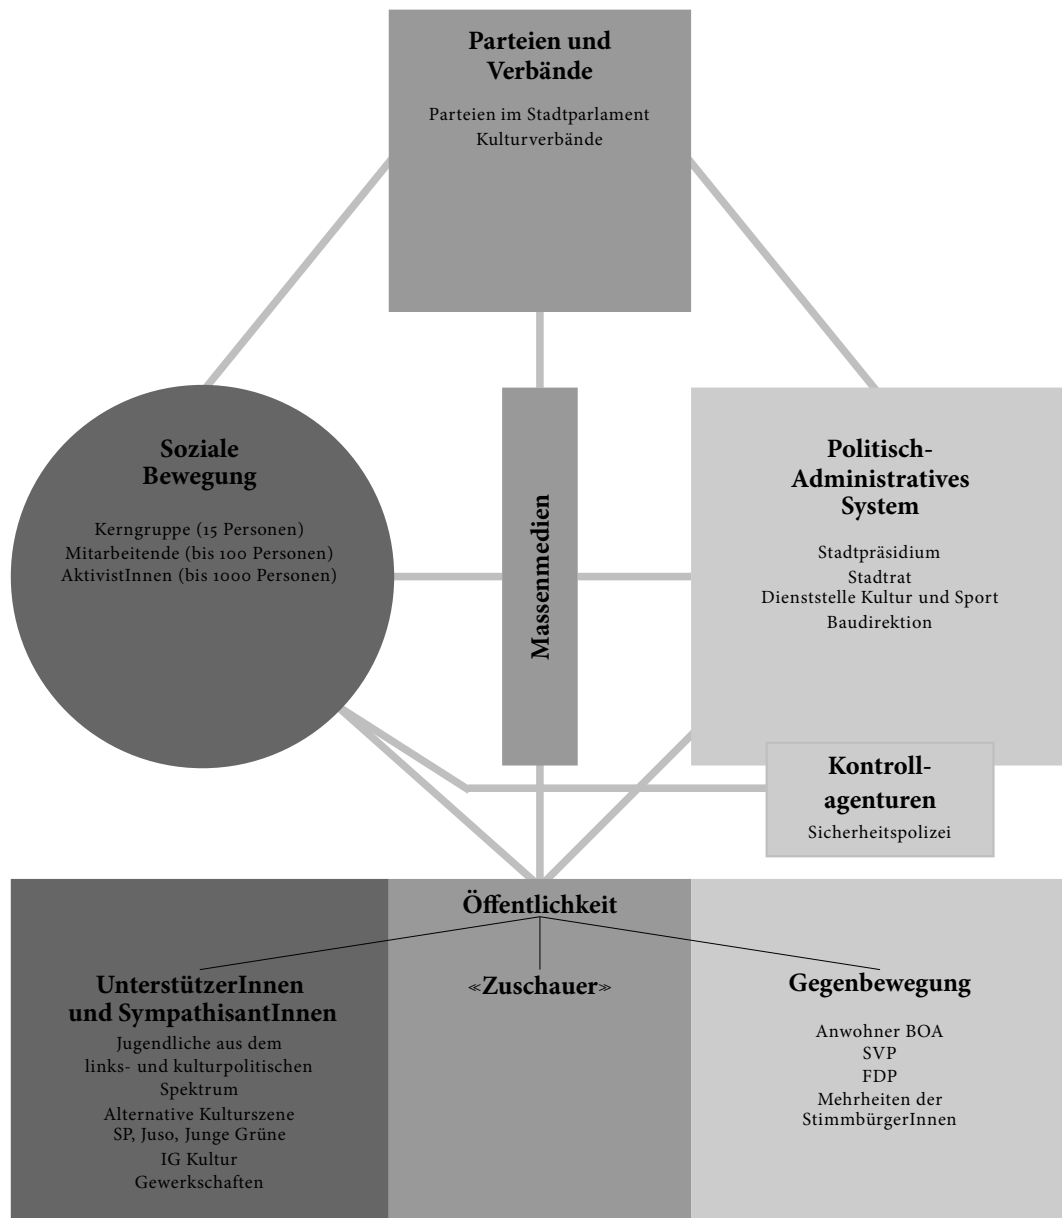 Parteien und
Verbände
Parteien im Stadtparlament
Kulturverbände
Soziale
Bewegung
Kerngruppe (15 Personen)
Mitarbeitende (bis 100 Personen)
AktivistInnen (bis 1000 Personen)
Massenmedien
Politisch-
Administratives
System
Stadtpräsidium
Stadtrat
Dienststelle Kultur und Sport
Baudirektion
Kontroll-
agenturen
Sicherheitspolizei
Öffentlichkeit
UnterstützerInnen
und SympathisantInnen
Jugendliche aus dem
links- und kulturpolitischen
Spektrum
Alternative Kulturszene
SP, Juso, Junge Grüne
IG Kultur
Gewerkschaften
«Zuschauer»
Gegenbewegung
Anwohner BOA
SVP
FDP
Mehrheiten der
StimmbürgerInnen